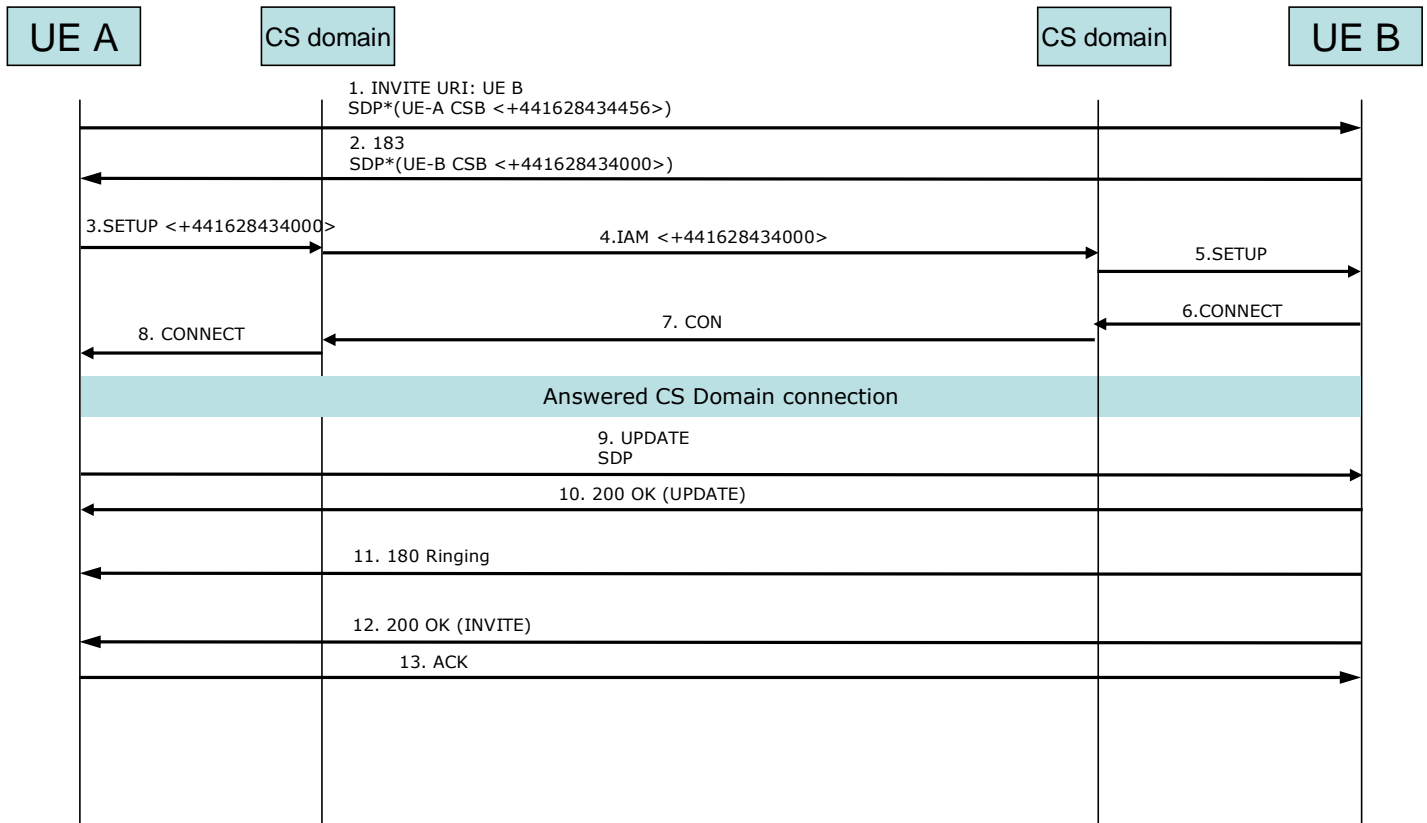 UE A
CS domain
CS domain
UE B
1. INVITE URI: UE B
SDP*(UE-A CSB <+441628434456>)
2. 183
SDP*(UE-B CSB <+441628434000>)
3.SETUP <+441628434000>
4.IAM <+441628434000>
5.SETUP
6.CONNECT
7. CON
8. CONNECT
Answered CS Domain connection
9. UPDATE
SDP
10. 200 OK (UPDATE)
11. 180 Ringing
12. 200 OK (INVITE)
13. ACK